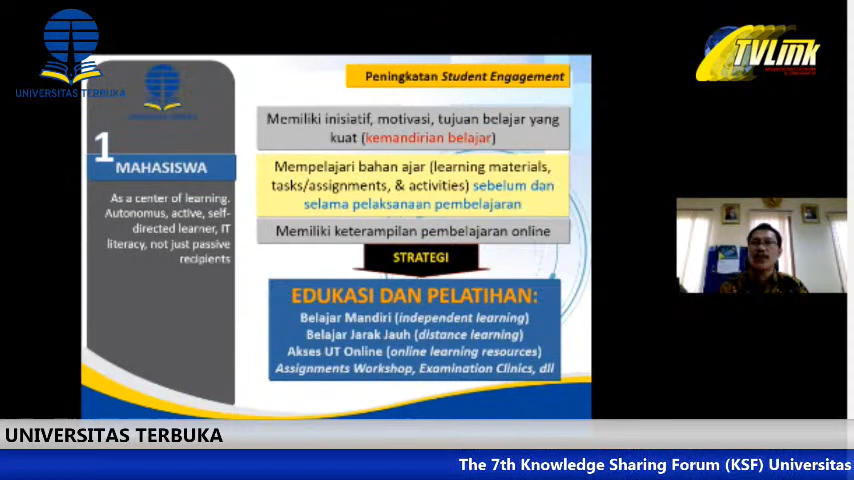 UNIVERSITAS TERBUKA
TVLink
Peningkatan Student Engagement
1
MAHASISWA
As a center of learning.
Autonomus, active, self-
directed learner, IT
literacy, not just passive
recipients
Memiliki inisiatif, motivasi, tujuan belajar yang
kuat (kemandirian belajar)
Mempelajari bahan ajar (learning materials,
tasks/assignments, & activities) sebelum dan
selama pelaksanaan pembelajaran
Memiliki keterampilan pembelajaran online
STRATEGI
EDUKASI DAN PELATIHAN:
Belajar Mandiri (independent learning)
Belajar Jarak Jauh (distance learning)
Akses UT Online (online learning resources)
Assignments Workshop, Examination Clinics, dll
UNIVERSITAS TERBUKA
The 7th Knowledge Sharing Forum (KSF) Universitas